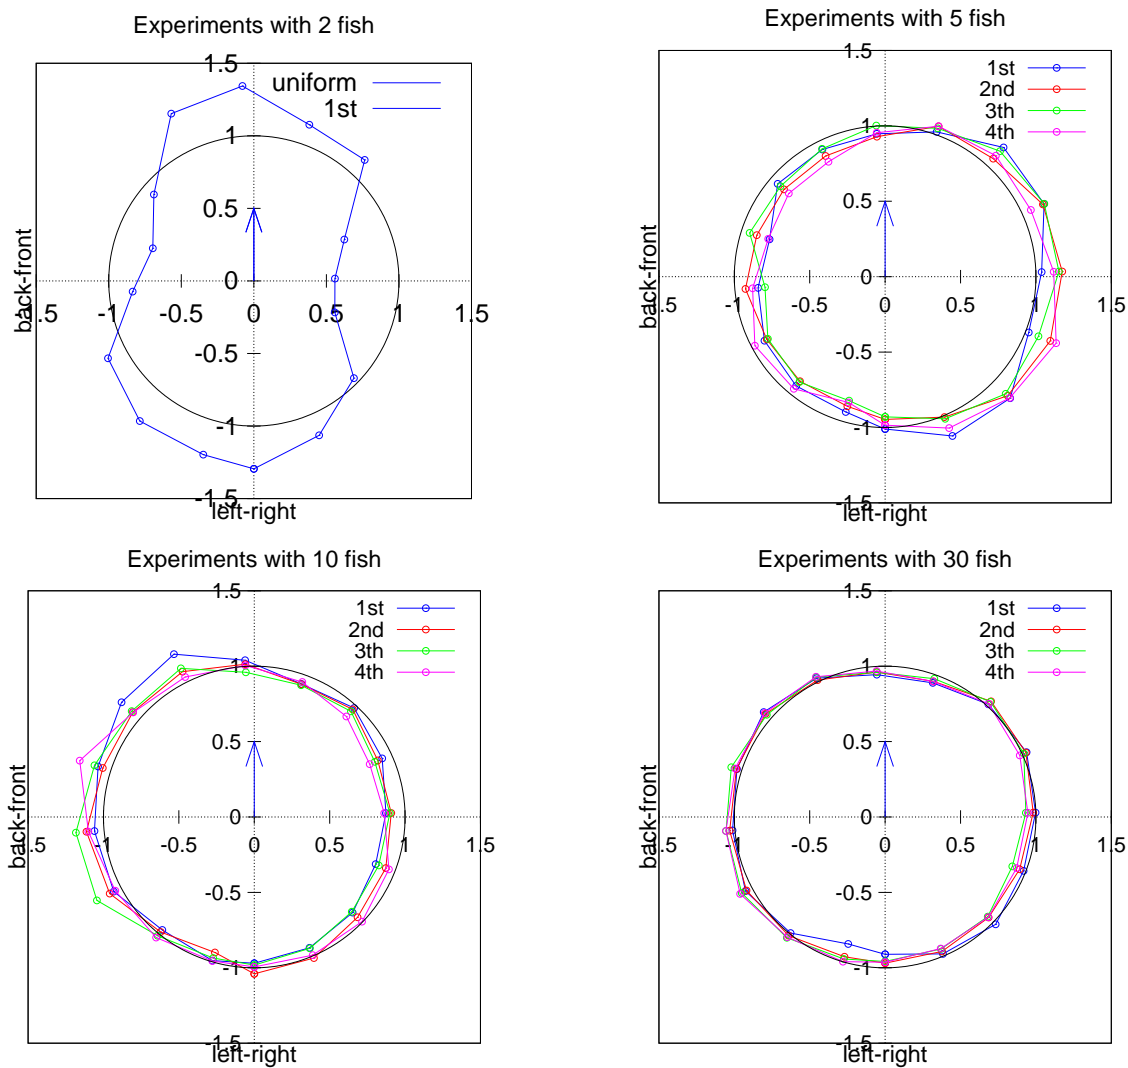 Experiments with 2 fish
1.5
uniform
1st
1
0.5
0
-1.5 -1 -0.5 0 0.5 1 1.5
-0.5
-1
-1.5
back-front
left-right
Experiments with 5 fish
1.5
1st
2nd
3th
4th
1
0.5
0
-1.5 -1 -0.5 0 0.5 1 1.5
-0.5
-1
-1.5
back-front
left-right
Experiments with 10 fish
1.5
1st
2nd
3th
4th
1
0.5
0
-1.5 -1 -0.5 0 0.5 1 1.5
-0.5
-1
-1.5
back-front
left-right
Experiments with 30 fish
1.5
1st
2nd
3th
4th
1
0.5
0
-1.5 -1 -0.5 0 0.5 1 1.5
-0.5
-1
-1.5
back-front
left-right